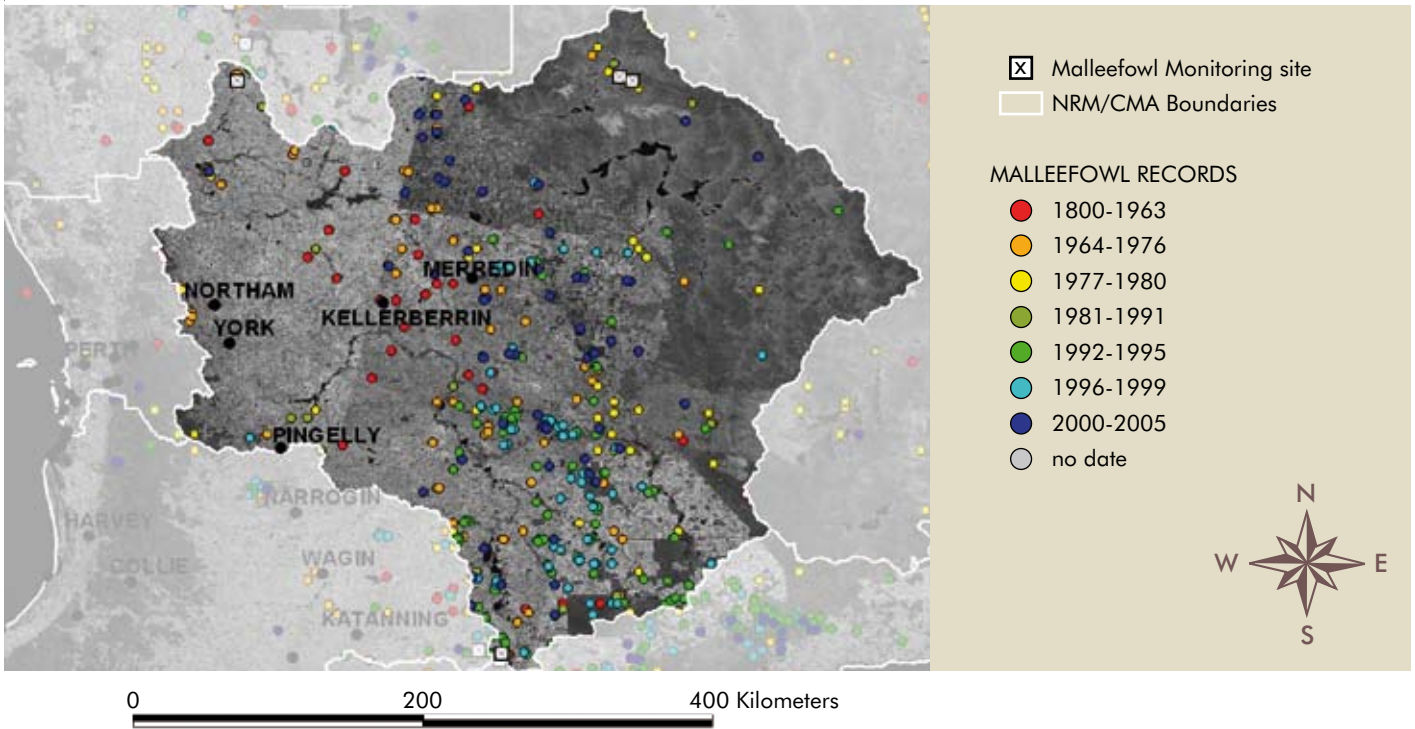 MERREDIN
NORTHAM
KELLERBERRIN
YORK
PERTH
PINGELLY
NARROGIN
HARVEY
WAGIN
COLLIE
KATANNING
0 200 400 Kilometers
x Malleefowl Monitoring site
NRM/CMA Boundaries
MALLEEFOWL RECORDS
1800-1963
1964-1976
1977-1980
1981-1991
1992-1995
1996-1999
2000-2005
no date
N
W E
S